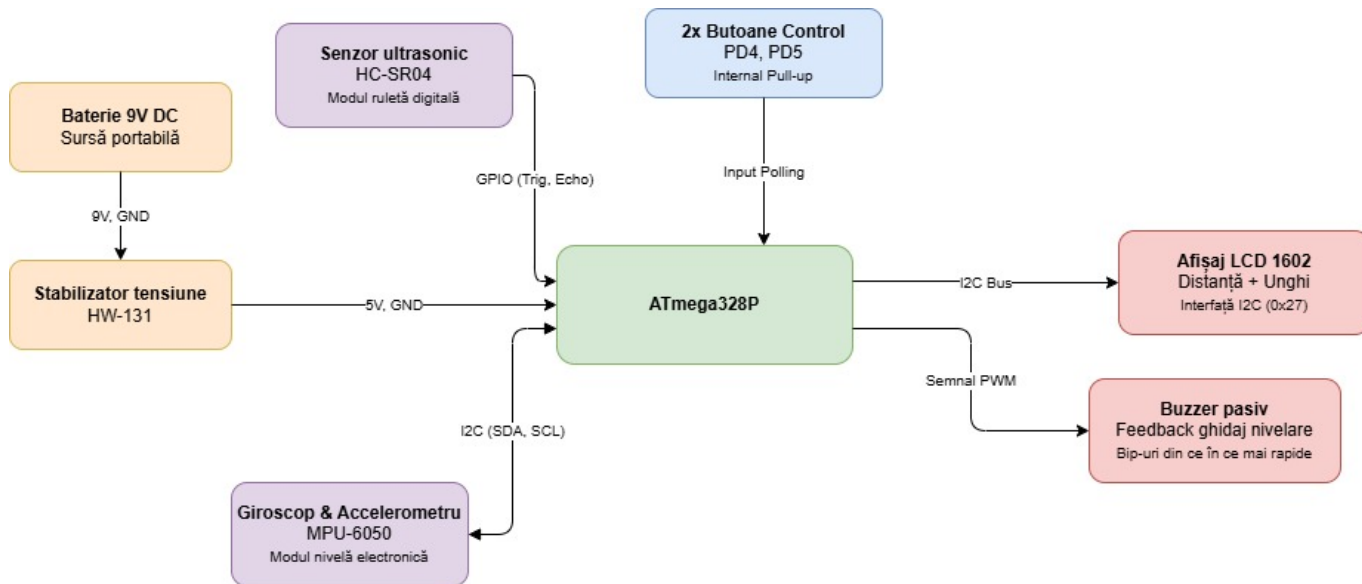 Senzor ultrasonic
HC-SR04
Modul ruletă digitală
2x Butoane Control
PD4, PD5
Internal Pull-up
Baterie 9V DC
Sursă portabilă
GPIO (Trig, Echo)
Input Polling
9V, GND
Stabilizator tensiune
HW-131
5V, GND
ATmega328P
I2C Bus
Afișaj LCD 1602
Distanță + Unghi
Interfață I2C (0x27)
Semnal PWM
Buzzer pasiv
Feedback ghidaj nivelare
Bip-uri din ce în ce mai rapide
I2C (SDA, SCL)
Giroscop & Accelerometru
MPU-6050
Modul nivelă electronică